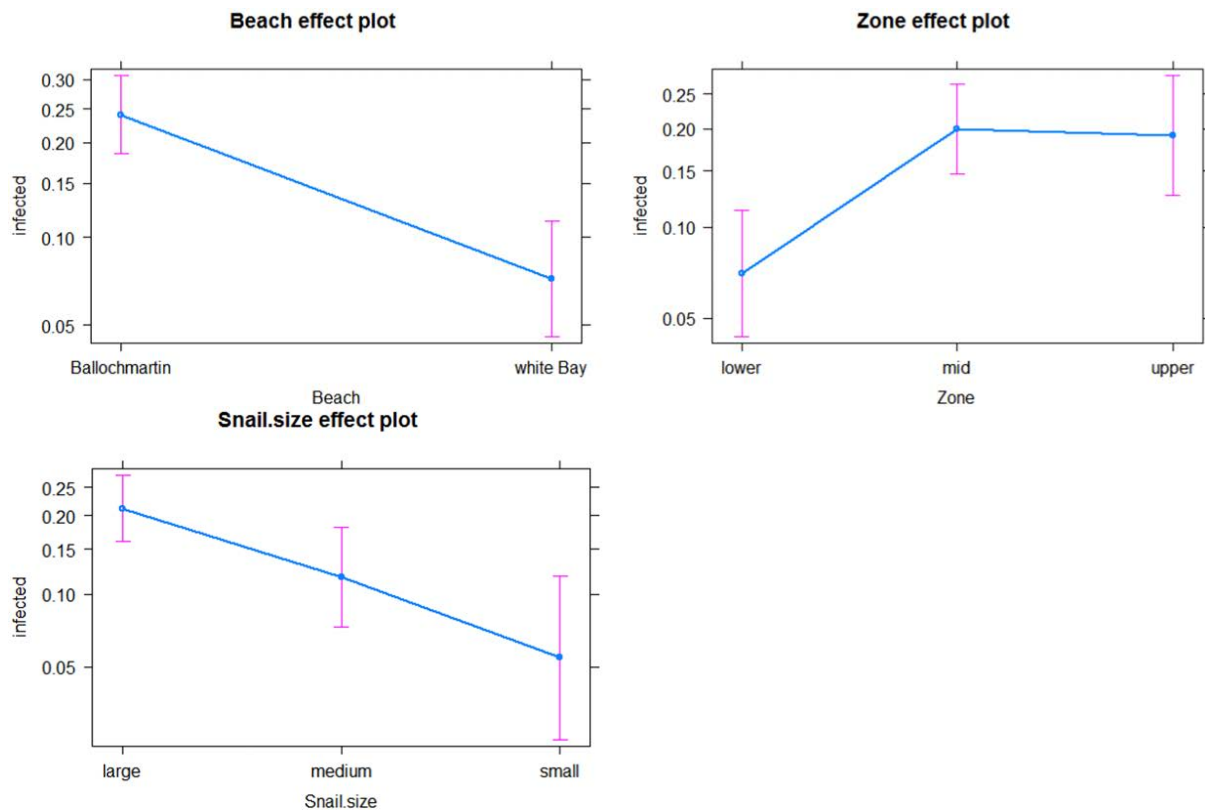 Beach effect plot
infected
0.30
0.25
0.20
0.15
0.10
0.05
Ballochmartin
white Bay
Beach
Zone effect plot
infected
0.25
0.20
0.15
0.10
0.05
lower
mid
upper
Zone
Snail.size effect plot
infected
0.25
0.20
0.15
0.10
0.05
large
medium
small
Snail.size